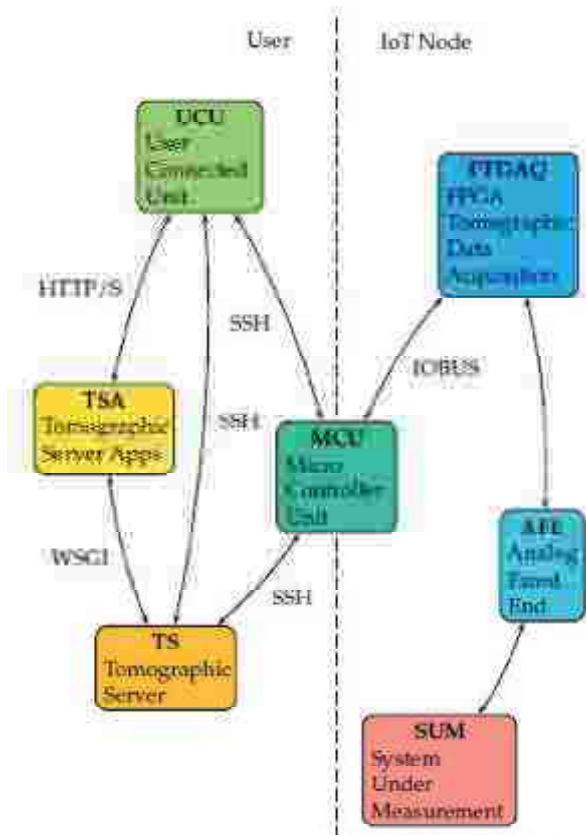 User
IoT Node
UCU
User
Connected
Unit
FTDAQ
FPGA
Tomographic
Data
Acquisition
HTTP/S
SSH
IOBUS
TSA
Tomographic
Server Apps
SSH
MCU
Micro
Controller
Unit
WSGI
SSH
AFE
Analog
Front
End
TS
Tomographic
Server
SUM
System
Under
Measurement